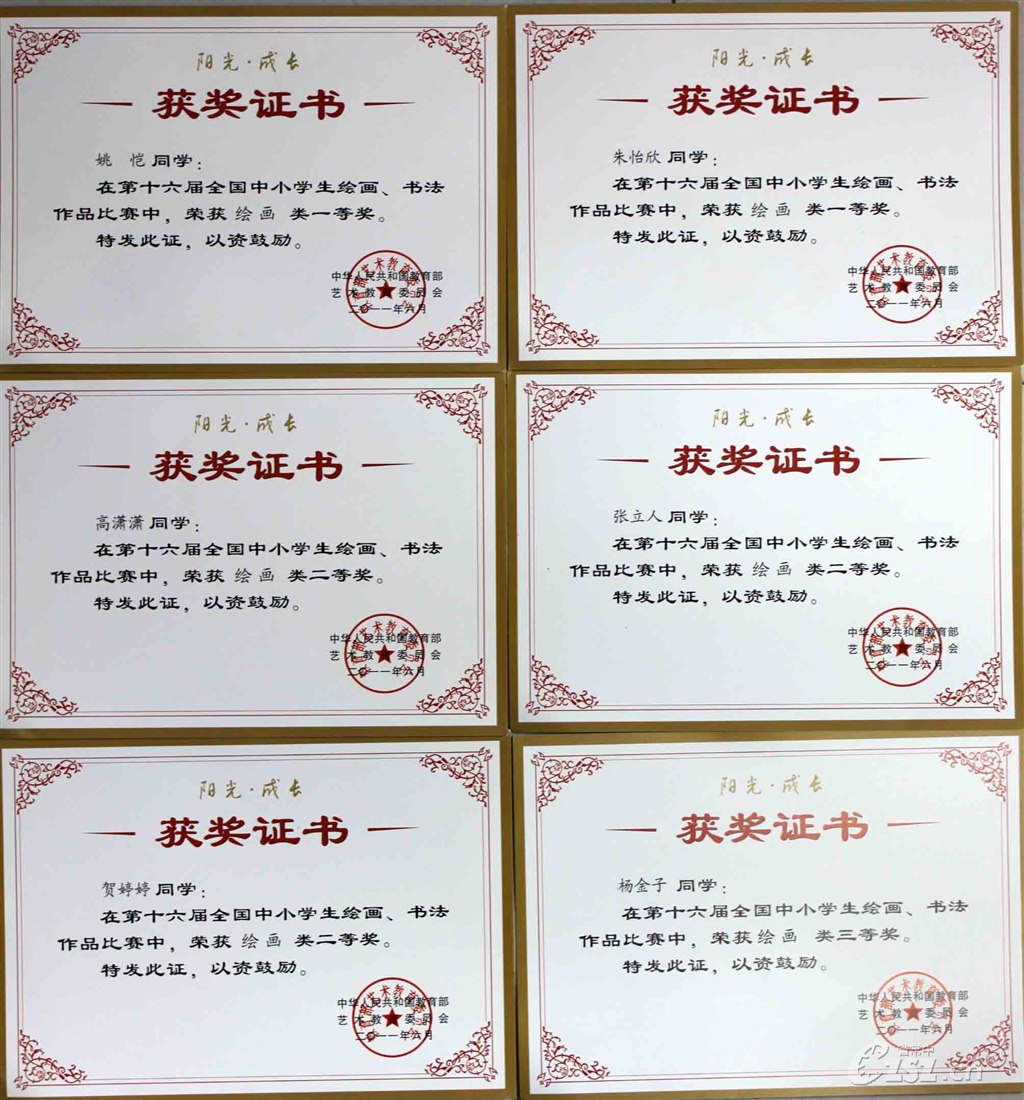 阳光·成长
获奖证书
姚 恺 同学：
在第十六届全国中小学生绘画、书法
作品比赛中，荣获 绘画 类一等奖。
特发此证，以资鼓励。
中华人民共和国教育部
艺术教育委员会
二〇一一年六月
阳光·成长
获奖证书
朱怡欣 同学：
在第十六届全国中小学生绘画、书法
作品比赛中，荣获 绘画 类一等奖。
特发此证，以资鼓励。
中华人民共和国教育部
艺术教育委员会
二〇一一年六月
阳光·成长
获奖证书
高潇潇 同学：
在第十六届全国中小学生绘画、书法
作品比赛中，荣获 绘画 类二等奖。
特发此证，以资鼓励。
中华人民共和国教育部
艺术教育委员会
二〇一一年六月
阳光·成长
获奖证书
张立人 同学：
在第十六届全国中小学生绘画、书法
作品比赛中，荣获 绘画 类二等奖。
特发此证，以资鼓励。
中华人民共和国教育部
艺术教育委员会
二〇一一年六月
阳光·成长
获奖证书
贺婷婷 同学：
在第十六届全国中小学生绘画、书法
作品比赛中，荣获 绘画 类二等奖。
特发此证，以资鼓励。
中华人民共和国教育部
艺术教育委员会
二〇一一年六月
阳光·成长
获奖证书
杨金子 同学：
在第十六届全国中小学生绘画、书法
作品比赛中，荣获 绘画 类三等奖。
特发此证，以资鼓励。
中华人民共和国教育部
艺术教育委员会
二〇一一年六月